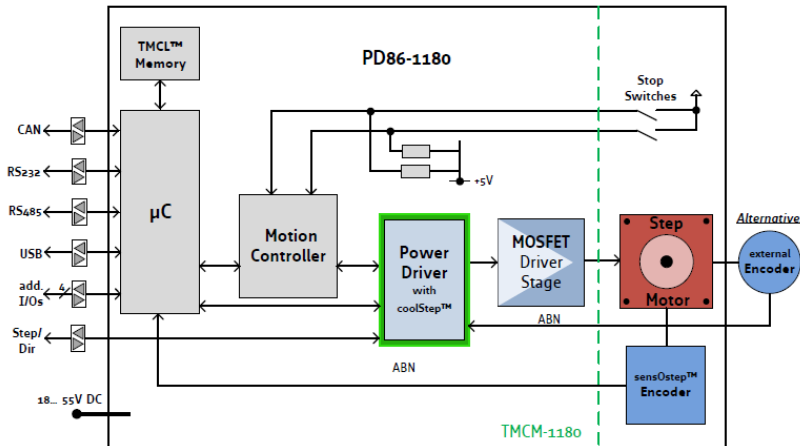 PD86-1180
TMCL™
Memory
Stop
Switches
CAN
RS232
RS485
USB
add.
I/Os
4
Step/
Dir
µC
+5V
Motion
Controller
Power
Driver
with
coolStep™
MOSFET
Driver
Stage
Step
Motor
Alternative
external
Encoder
ABN
ABN
sensOstep™
Encoder
18... 55V DC
TMCM-1180